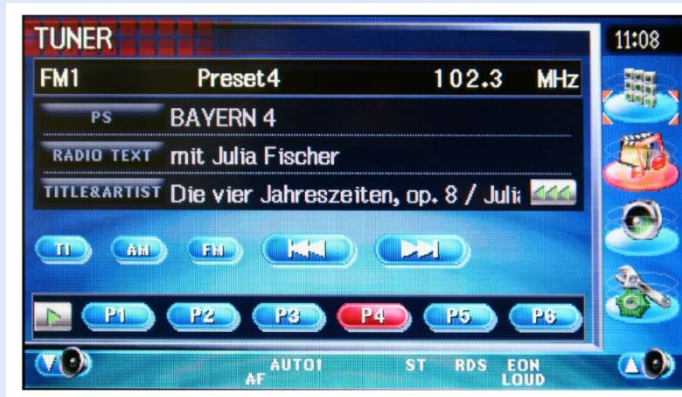 TUNER
11:08
FM1 Preset4 102.3 MHz
PS BAYERN 4
RADIO TEXT mit Julia Fischer
TITLE&ARTIST Die vier Jahreszeiten, op. 8 / Juli
TI AM FM
P1 P2 P3 P4 P5 P6
AUTO1 ST RDS EON
AF LOUD